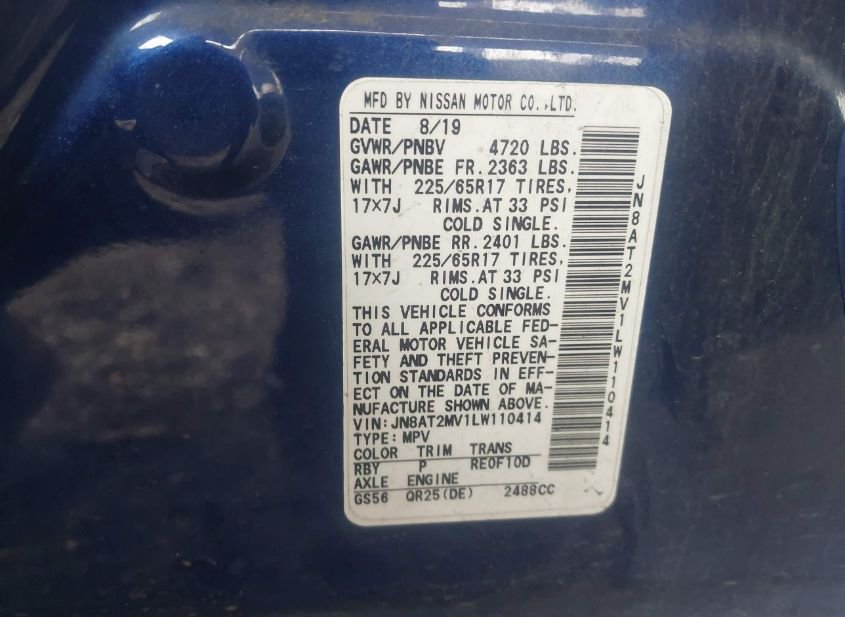 MFD BY NISSAN MOTOR CO.,LTD.
DATE 8/19
GVWR/PNBV 4720 LBS.
GAWR/PNBE FR. 2363 LBS.
WITH 225/65R17 TIRES,
17×7J RIMS.AT 33 PSI
COLD SINGLE.
GAWR/PNBE RR. 2401 LBS.
WITH 225/65R17 TIRES,
17×7J RIMS.AT 33 PSI
COLD SINGLE.
THIS VEHICLE CONFORMS
TO ALL APPLICABLE FED-
ERAL MOTOR VEHICLE SA-
FETY AND THEFT PREVEN-
TION STANDARDS IN EFF-
ECT ON THE DATE OF MA-
NUFACTURE SHOWN ABOVE.
VIN:JN8AT2MV1LW110414
TYPE:MPV
COLOR TRIM TRANS
RBY P RE0F10D
AXLE ENGINE
GS56 QR25(DE) 2488CC
JN8AT2MV1LW110414